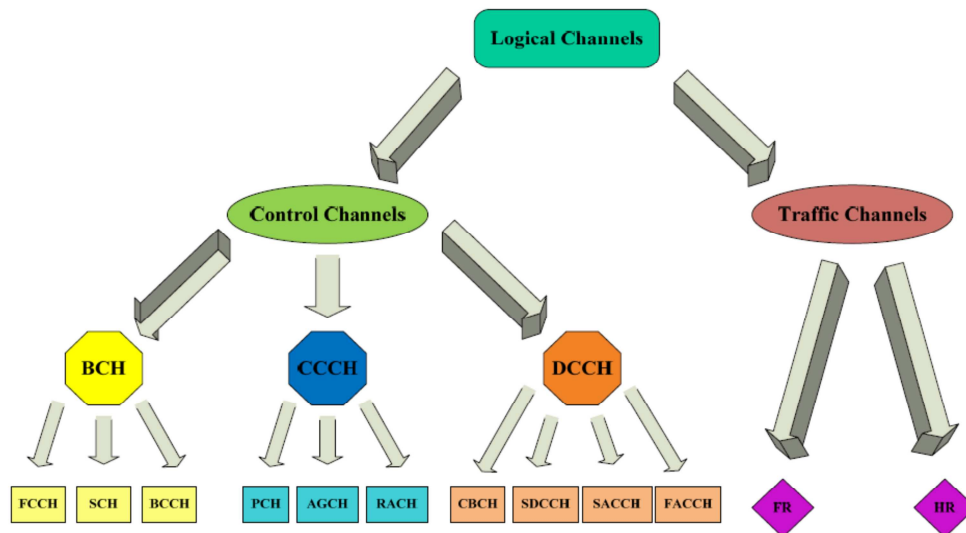 Logical Channels
Control Channels
Traffic Channels
BCH
CCCH
DCCH
FCCH
SCH
BCCH
PCH
AGCH
RACH
CBCH
SDCCH
SACCH
FACCH
FR
HR